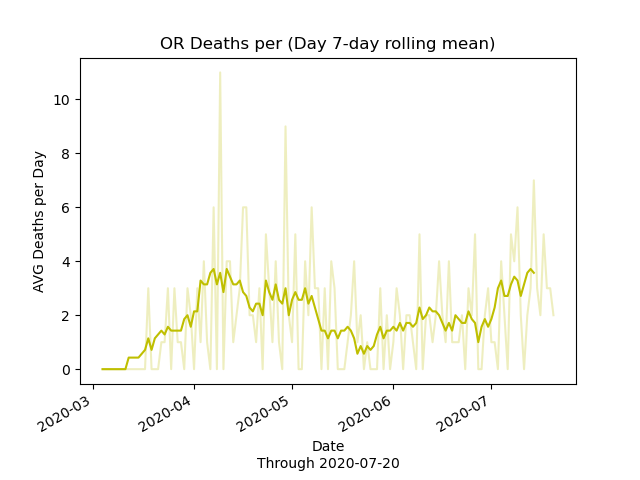 OR Deaths per (Day 7-day rolling mean)
AVG Deaths per Day
10
8
6
4
2
0
2020-03
2020-04
2020-05
2020-06
2020-07
Date
Through 2020-07-20